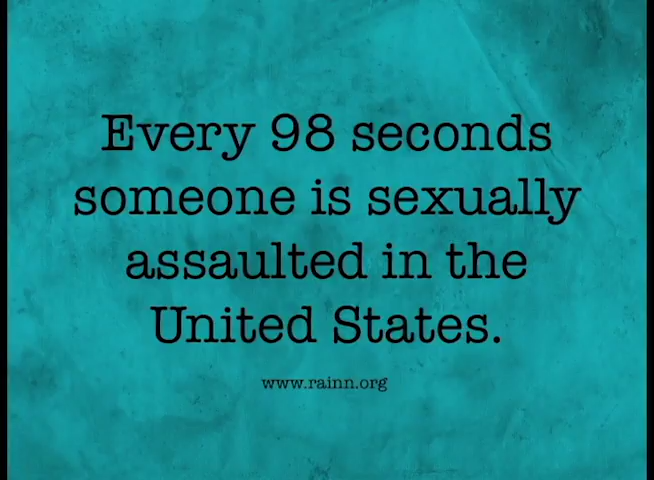 Every 98 seconds
someone is sexually
assaulted in the
United States.
www.rainn.org